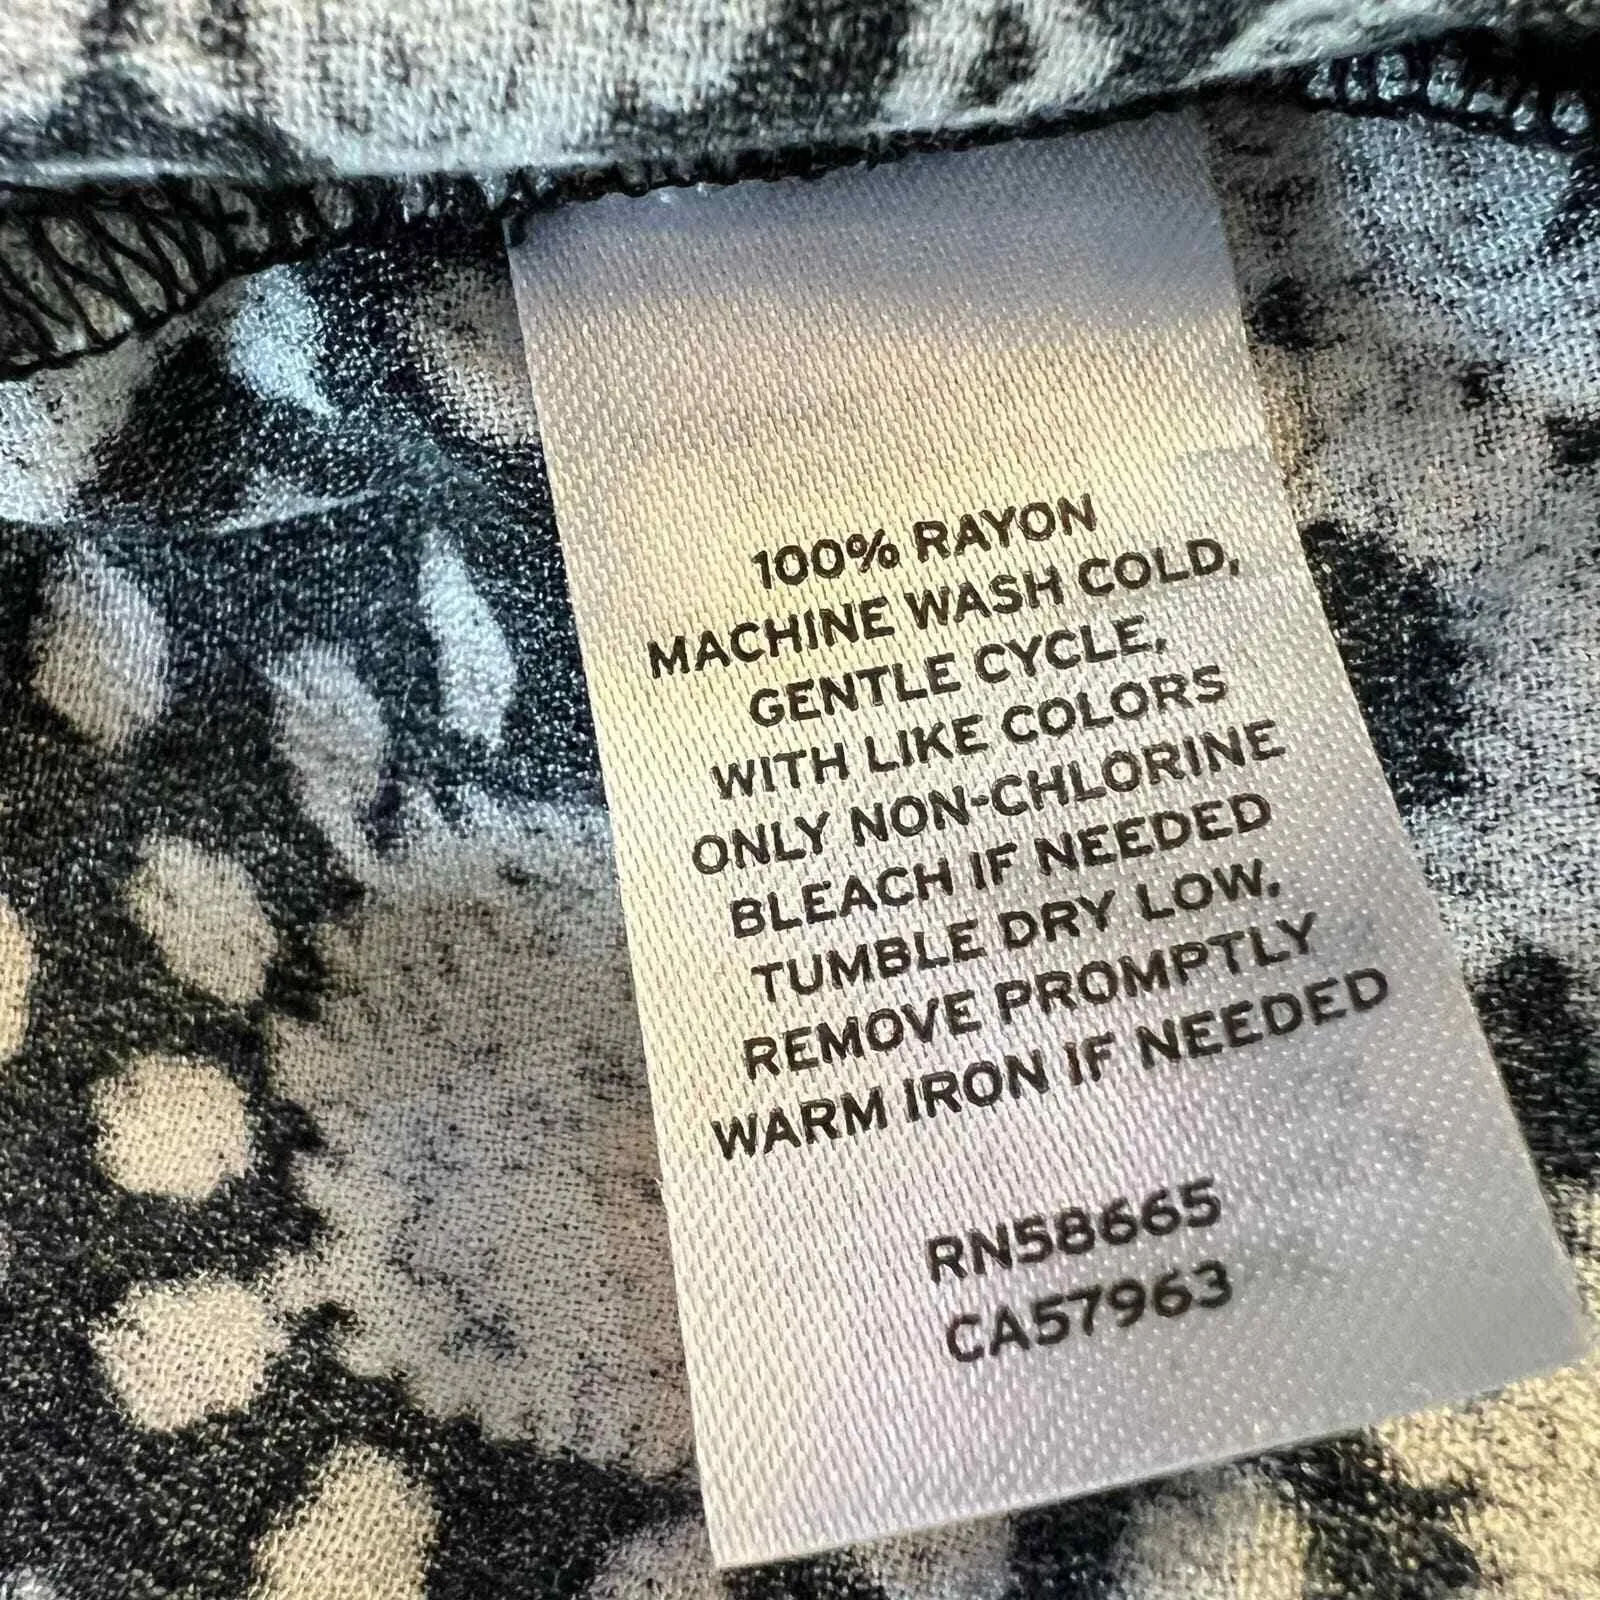 100% RAYON
MACHINE WASH COLD,
GENTLE CYCLE,
WITH LIKE COLORS
ONLY NON-CHLORINE
BLEACH IF NEEDED
TUMBLE DRY LOW,
REMOVE PROMPTLY
WARM IRON IF NEEDED
RN58665
CA57963